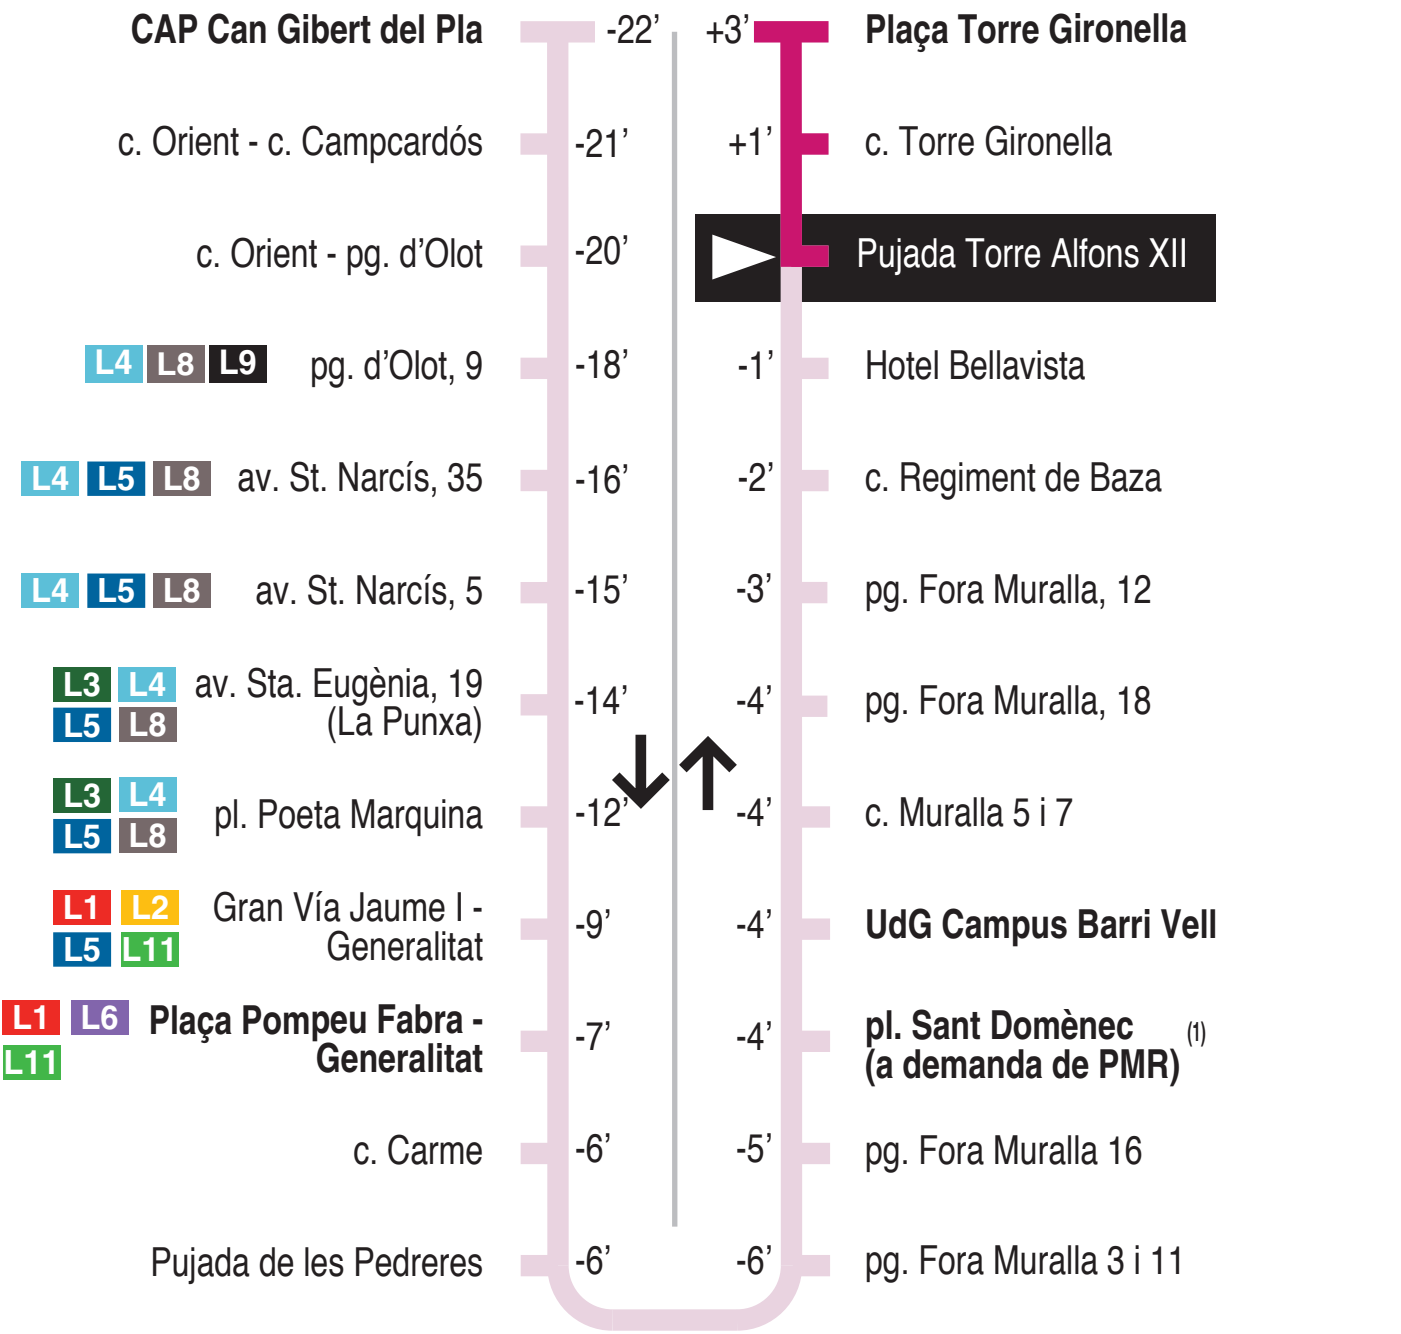 CAP Can Gibert del Pla -22’
c. Orient - c. Campcardós -21’
c. Orient - pg. d’Olot -20’
L4 L8 L9 pg. d’Olot, 9 -18’
L4 L5 L8 av. St. Narcís, 35 -16’
L4 L5 L8 av. St. Narcís, 5 -15’
L3 L4 av. Sta. Eugènia, 19
L5 L8 (La Punxa) -14’
L3 L4
L5 L8 pl. Poeta Marquina -12’
L1 L2 Gran Vía Jaume I -
L5 L11 Generalitat -9’
L1 L6 Plaça Pompeu Fabra -
L11 Generalitat -7’
c. Carme -6’
Pujada de les Pedreres -6’
+3’ Plaça Torre Gironella
+1’ c. Torre Gironella
Pujada Torre Alfons XII
-1’ Hotel Bellavista
-2’ c. Regiment de Baza
-3’ pg. Fora Muralla, 12
-4’ pg. Fora Muralla, 18
-4’ c. Muralla 5 i 7
-4’ UdG Campus Barri Vell
-4’ pl. Sant Domènec (1)
(a demanda de PMR)
-5’ pg. Fora Muralla 16
-6’ pg. Fora Muralla 3 i 11